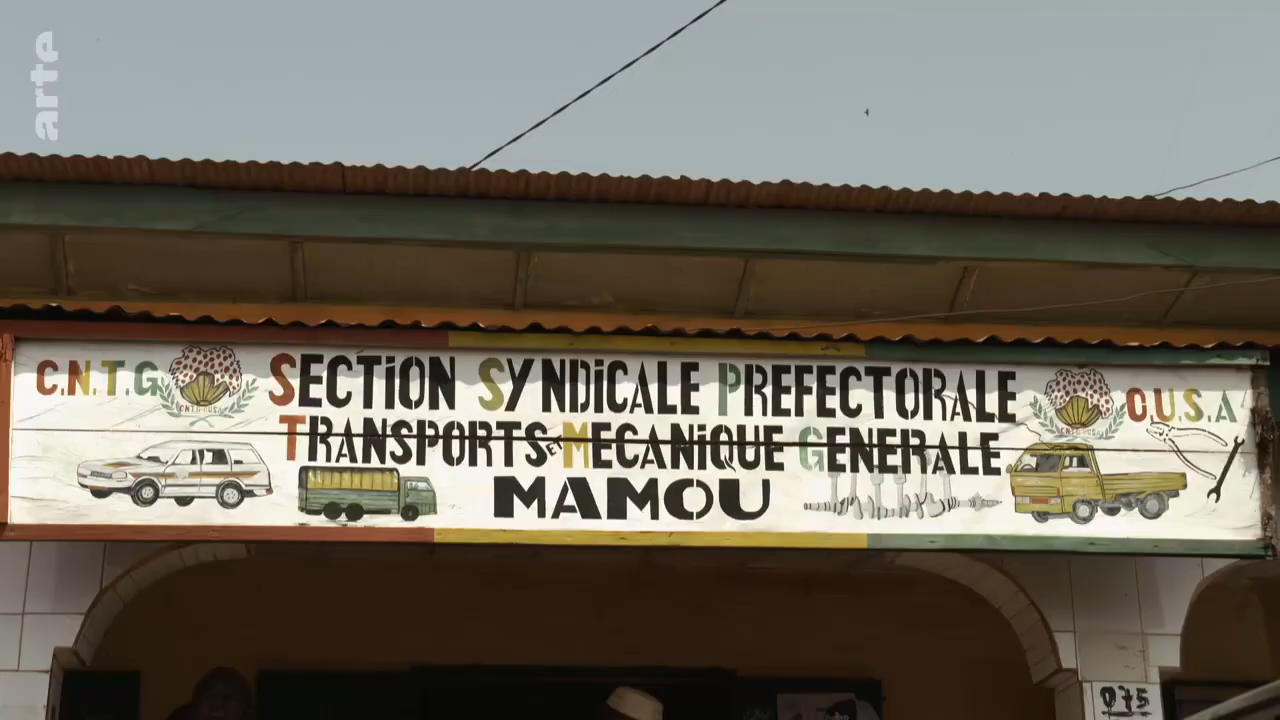 arte
C.N.T.G
SECTION SYNDICALE PREFECTORALE
O.U.S.A
TRANSPORTS ET MECANIQUE GENERALE
MAMOU
075